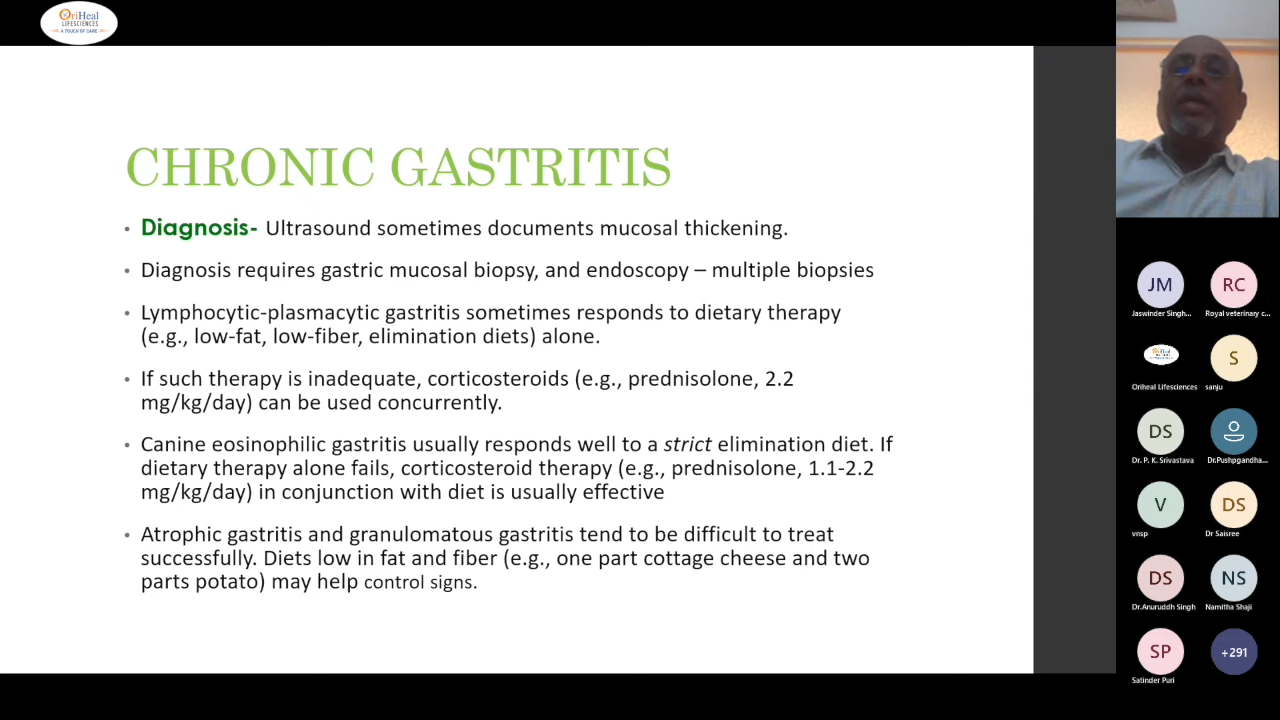 OriHeal
LIFESCIENCES
A TOUCH OF CARE
CHRONIC GASTRITIS
• Diagnosis- Ultrasound sometimes documents mucosal thickening.
• Diagnosis requires gastric mucosal biopsy, and endoscopy – multiple biopsies
• Lymphocytic-plasmacytic gastritis sometimes responds to dietary therapy
(e.g., low-fat, low-fiber, elimination diets) alone.
• If such therapy is inadequate, corticosteroids (e.g., prednisolone, 2.2
mg/kg/day) can be used concurrently.
• Canine eosinophilic gastritis usually responds well to a strict elimination diet. If
dietary therapy alone fails, corticosteroid therapy (e.g., prednisolone, 1.1-2.2
mg/kg/day) in conjunction with diet is usually effective
• Atrophic gastritis and granulomatous gastritis tend to be difficult to treat
successfully. Diets low in fat and fiber (e.g., one part cottage cheese and two
parts potato) may help control signs.
JM RC
Jaswinder Singh... Royal veterinary c...
S
Oriheal Lifesciences sanju
DS
Dr. P. K. Srivastava Dr.Pushpgandha...
V DS
vnsp Dr Saisree
DS NS
Dr.Anuruddh Singh Namitha Shaji
SP +291
Satinder Puri